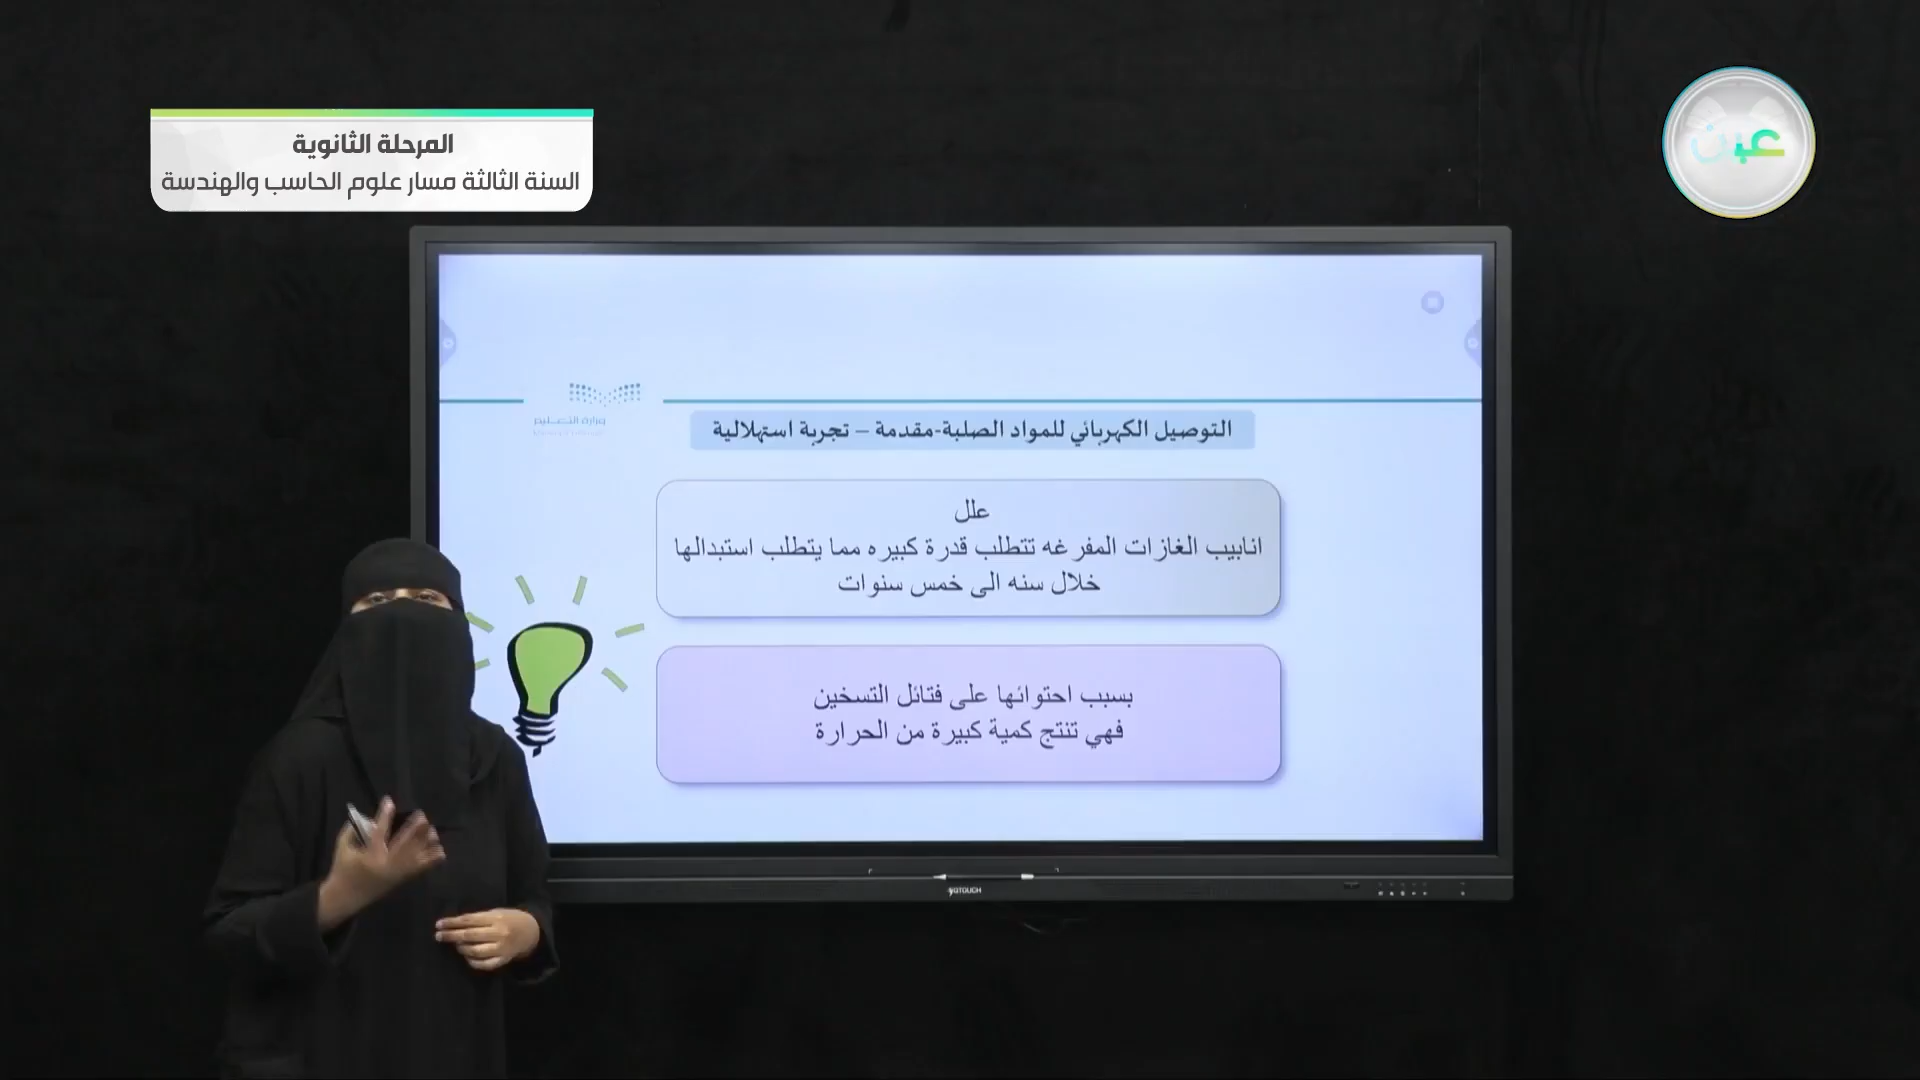 المرحلة الثانوية
السنة الثالثة مسار علوم الحاسب والهندسة
عين
وزارة التعليم
التوصيل الكهربائي للمواد الصلبة-مقدمة – تجربة استهلالية
علل
انابيب الغازات المفرغه تتطلب قدرة كبيره مما يتطلب استبدالها
خلال سنه الى خمس سنوات
بسبب احتوائها على فتائل التسخين
فهي تنتج كمية كبيرة من الحرارة